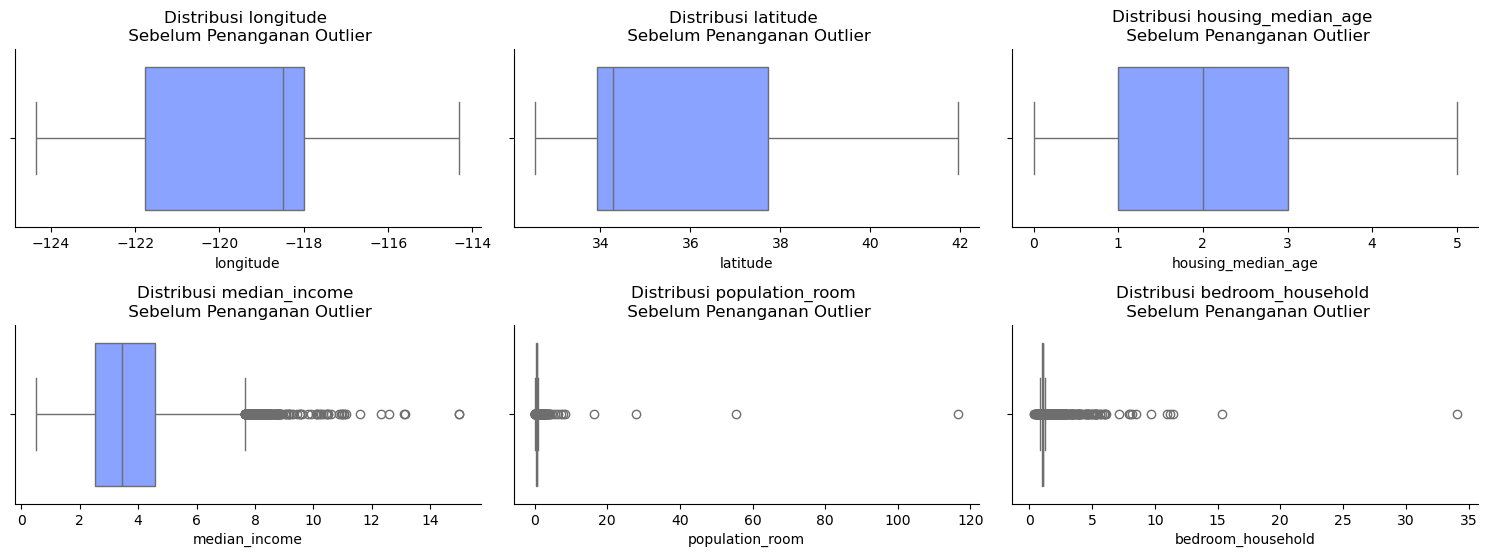 Distribusi longitude
Sebelum Penanganan Outlier
−124 −122 −120 −118 −116 −114
longitude
Distribusi latitude
Sebelum Penanganan Outlier
34 36 38 40 42
latitude
Distribusi housing_median_age
Sebelum Penanganan Outlier
0 1 2 3 4 5
housing_median_age
Distribusi median_income
Sebelum Penanganan Outlier
0 2 4 6 8 10 12 14
median_income
Distribusi population_room
Sebelum Penanganan Outlier
0 20 40 60 80 100 120
population_room
Distribusi bedroom_household
Sebelum Penanganan Outlier
0 5 10 15 20 25 30 35
bedroom_household